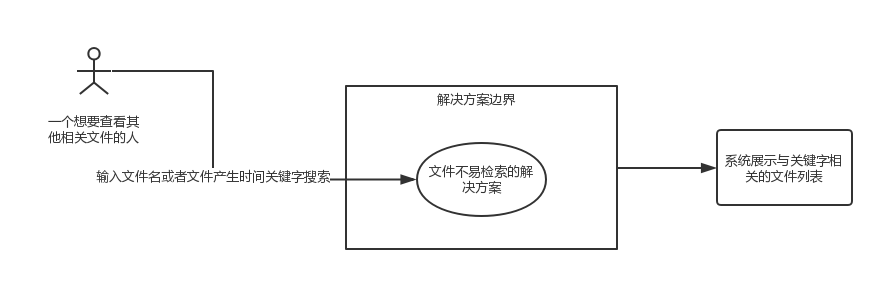 解决方案边界
一个想要查看其
他相关文件的人
输入文件名或者文件产生时间关键字搜索
文件不易检索的解
决方案
系统展示与关键字相
关的文件列表